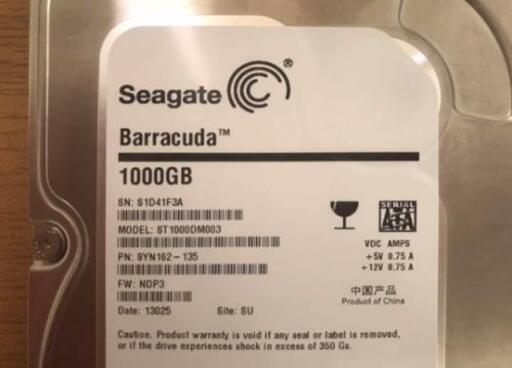 Seagate®
Barracuda™
1000GB
SN: S1D41F3A
MODEL: ST1000DM003
PN: 9YN162-135
FW: NDP3
Date: 13025 Site: SU
SERIAL
ATA
VDC AMPS
+5V 0.75 A
+12V 0.75 A
中国产品
Product of China
Caution. Product warranty is void if any seal or label is removed,
or if the drive experiences shock in excess of 350 Gs.